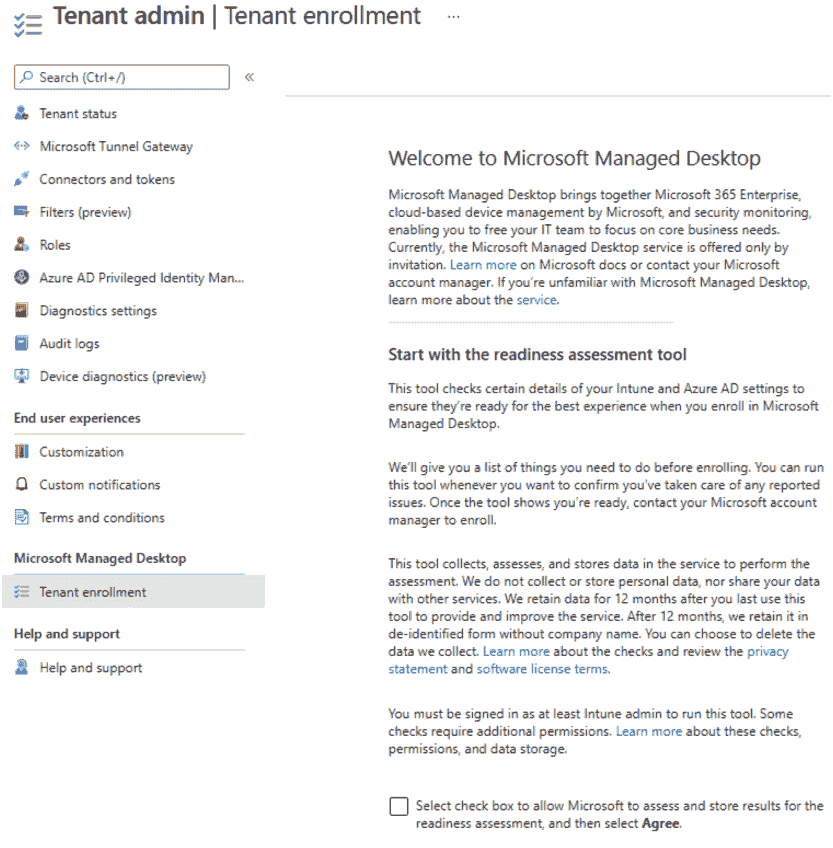 Tenant admin | Tenant enrollment ...
Search (Ctrl+/)
«
Tenant status
Microsoft Tunnel Gateway
Connectors and tokens
Filters (preview)
Roles
Azure AD Privileged Identity Man...
Diagnostics settings
Audit logs
Device diagnostics (preview)
End user experiences
Customization
Custom notifications
Terms and conditions
Microsoft Managed Desktop
Tenant enrollment
Help and support
Help and support
Welcome to Microsoft Managed Desktop
Microsoft Managed Desktop brings together Microsoft 365 Enterprise,
cloud-based device management by Microsoft, and security monitoring,
enabling you to free your IT team to focus on core business needs.
Currently, the Microsoft Managed Desktop service is offered only by
invitation. Learn more on Microsoft docs or contact your Microsoft
account manager. If you're unfamiliar with Microsoft Managed Desktop,
learn more about the service.
Start with the readiness assessment tool
This tool checks certain details of your Intune and Azure AD settings to
ensure they're ready for the best experience when you enroll in Microsoft
Managed Desktop.
We'll give you a list of things you need to do before enrolling. You can run
this tool whenever you want to confirm you've taken care of any reported
issues. Once the tool shows you're ready, contact your Microsoft account
manager to enroll.
This tool collects, assesses, and stores data in the service to perform the
assessment. We do not collect or store personal data, nor share your data
with other services. We retain data for 12 months after you last use this
tool to provide and improve the service. After 12 months, we retain it in
de-identified form without company name. You can choose to delete the
data we collect. Learn more about the checks and review the privacy
statement and software license terms.
You must be signed in as at least Intune admin to run this tool. Some
checks require additional permissions. Learn more about these checks,
permissions, and data storage.
Select check box to allow Microsoft to assess and store results for the
readiness assessment, and then select Agree.